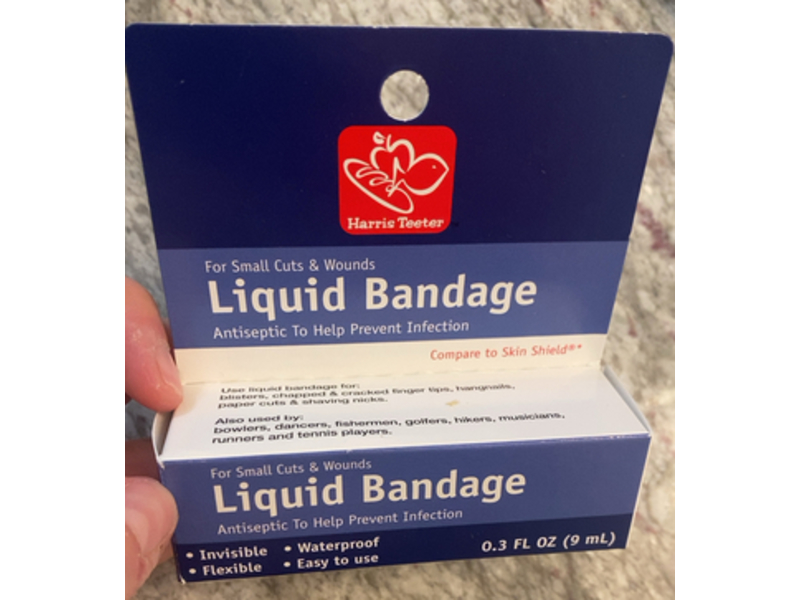 Harris Teeter
For Small Cuts & Wounds
Liquid Bandage
Antiseptic To Help Prevent Infection
Compare to Skin Shield®*
Use liquid bandage for:
blisters, chapped & cracked finger tips, hangnails,
paper cuts & shaving nicks.
Also used by:
bowlers, dancers, fishermen, golfers, hikers, musicians,
runners and tennis players.
For Small Cuts & Wounds
Liquid Bandage
Antiseptic To Help Prevent Infection
• Invisible • Waterproof
• Flexible • Easy to use
0.3 FL OZ (9 mL)